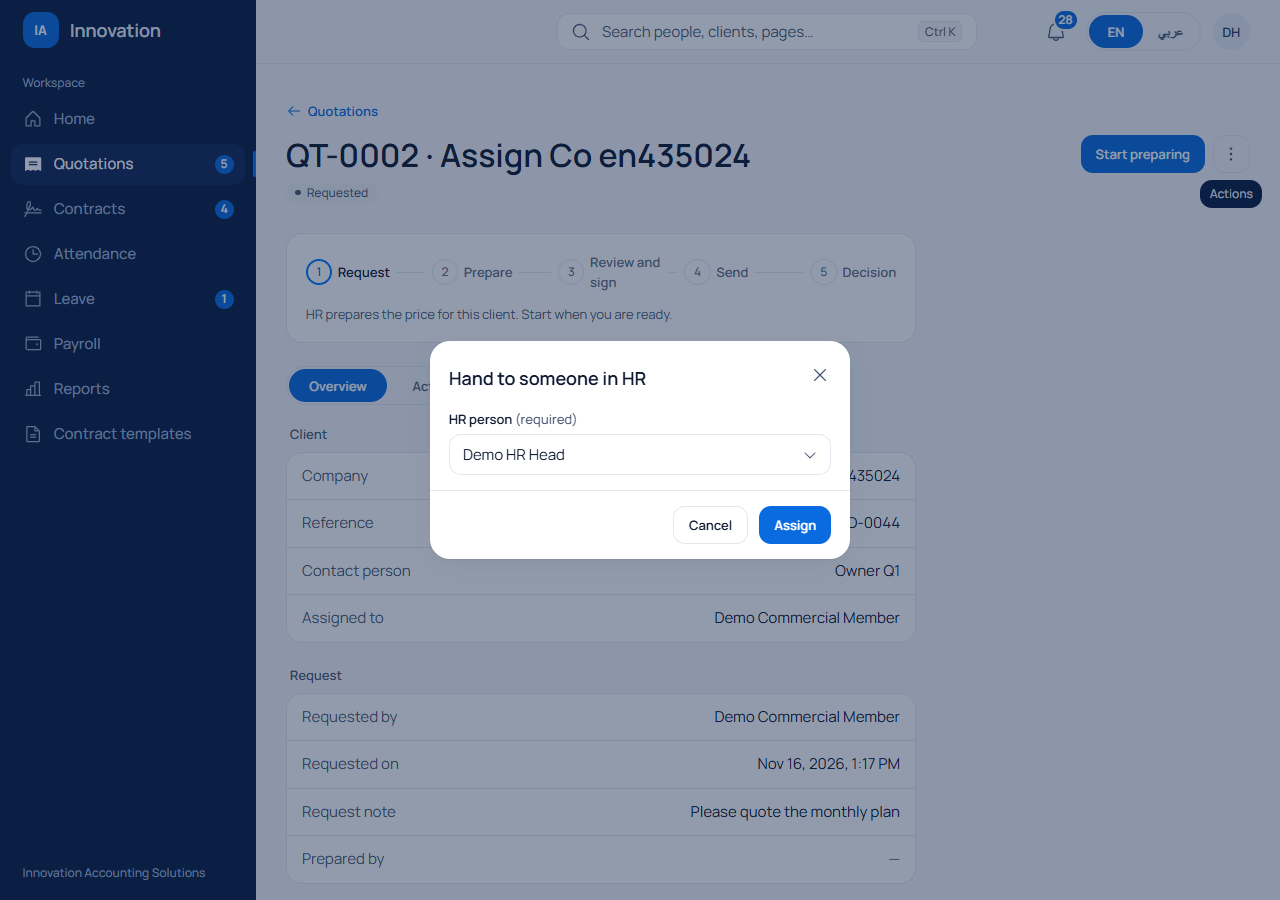 IA
Innovation
Search people, clients, pages...
Ctrl K
28
EN
عربي
DH
Workspace
Home
Quotations
5
Contracts
4
Attendance
Leave
1
Payroll
Reports
Contract templates
Innovation Accounting Solutions
Quotations
QT-0002 · Assign Co en435024
Start preparing
Requested
Actions
1
Request
2
Prepare
3
Review and
sign
4
Send
5
Decision
HR prepares the price for this client. Start when you are ready.
Overview
Hand to someone in HR
HR person (required)
Demo HR Head
Cancel
Assign
Client
Company
435024
Reference
-0044
Contact person
Owner Q1
Assigned to
Demo Commercial Member
Request
Requested by
Demo Commercial Member
Requested on
Nov 16, 2026, 1:17 PM
Request note
Please quote the monthly plan
Prepared by
—